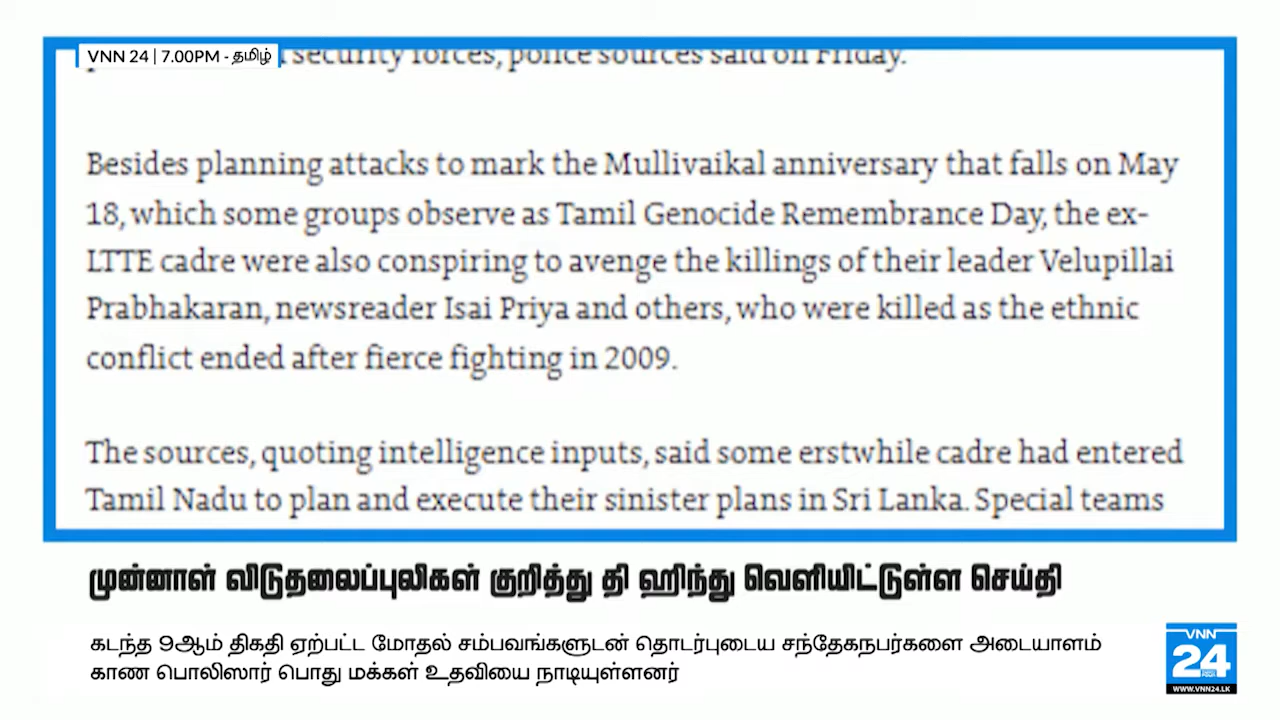 VNN 24 | 7.00PM - தமிழ்
security forces, police sources said on Friday.
Besides planning attacks to mark the Mullivaikal anniversary that falls on May
18, which some groups observe as Tamil Genocide Remembrance Day, the ex-
LTTE cadre were also conspiring to avenge the killings of their leader Velupillai
Prabhakaran, newsreader Isai Priya and others, who were killed as the ethnic
conflict ended after fierce fighting in 2009.
The sources, quoting intelligence inputs, said some erstwhile cadre had entered
Tamil Nadu to plan and execute their sinister plans in Sri Lanka. Special teams
முன்னாள் விடுதலைப்புலிகள் குறித்து தி ஹிந்து வெளியிட்டுள்ள செய்தி
கடந்த 9ஆம் திகதி ஏற்பட்ட மோதல் சம்பவங்களுடன் தொடர்புடைய சந்தேகநபர்களை அடையாளம்
காண பொலிஸார் பொது மக்கள் உதவியை நாடியுள்ளனர்
VNN
24
WWW.VNN24.LK